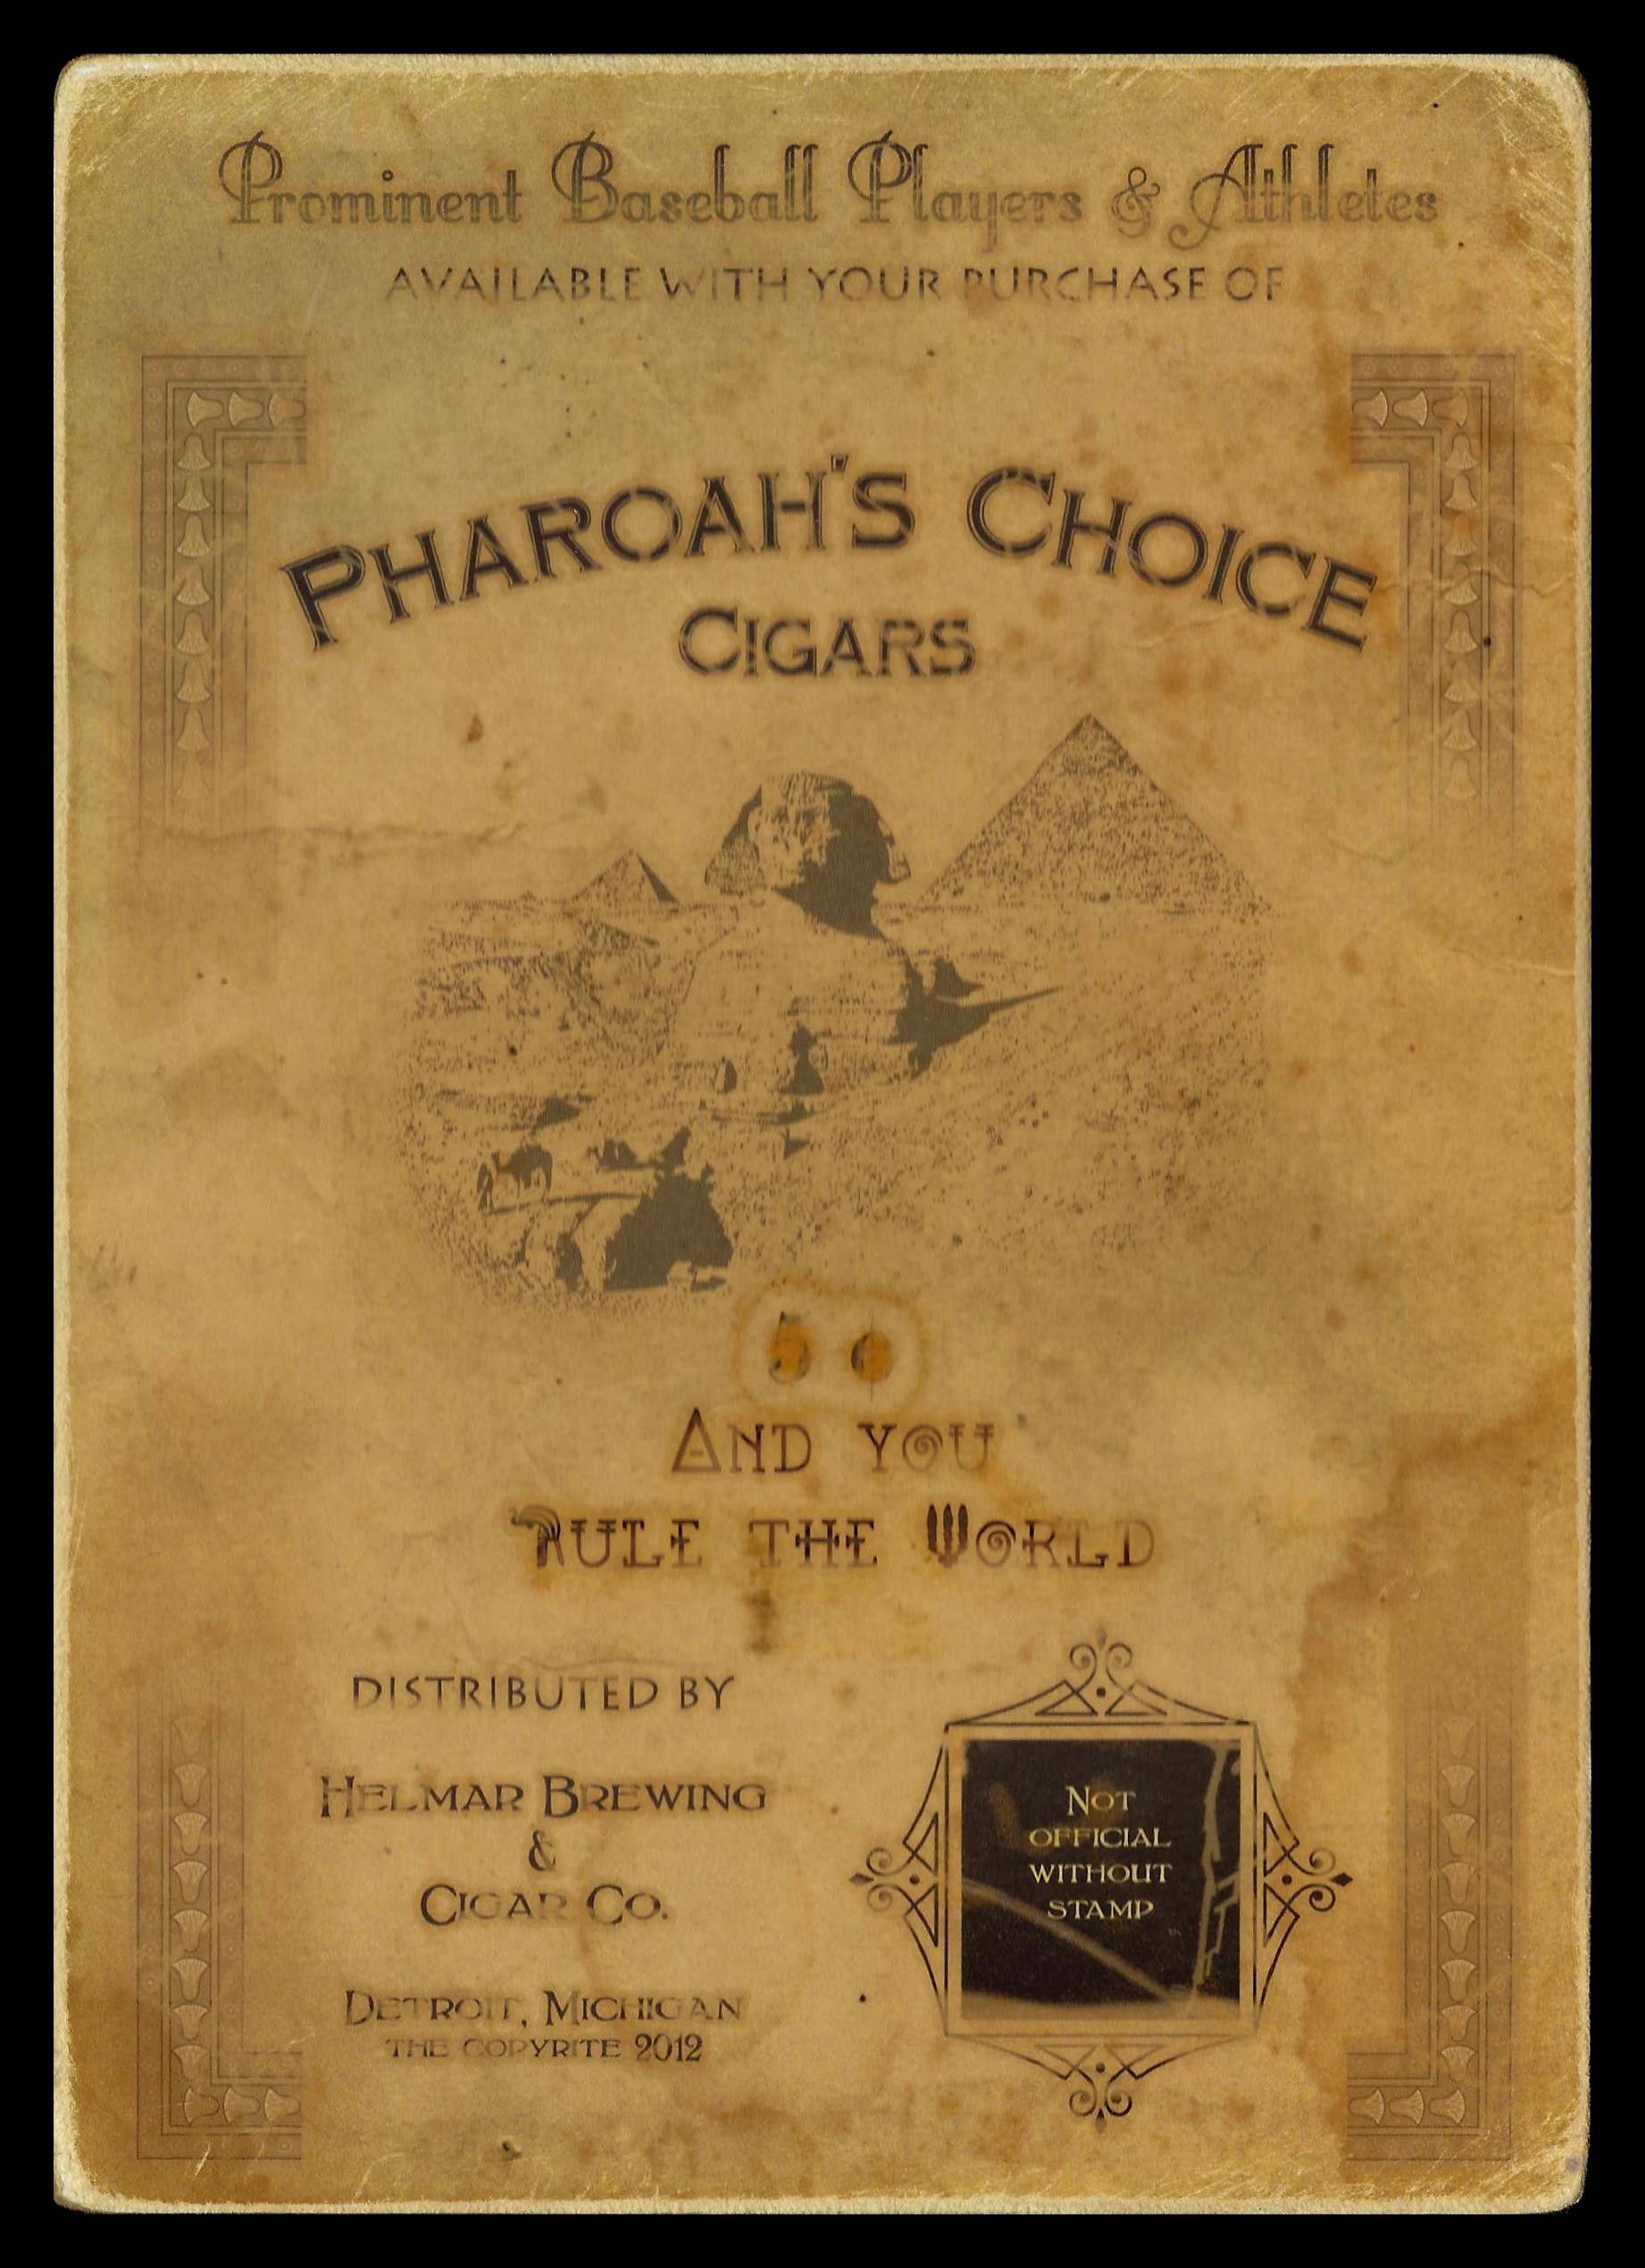 Prominent Baseball Players & Athletes
AVAILABLE WITH YOUR PURCHASE OF
PHAROAH'S CHOICE
CIGARS
5 ¢
AND YOU
RULE THE WORLD
DISTRIBUTED BY
HELMAR BREWING
&
CIGAR CO.
DETROIT, MICHIGAN
THE COPYRITE 2012
NOT
OFFICIAL
WITHOUT
STAMP